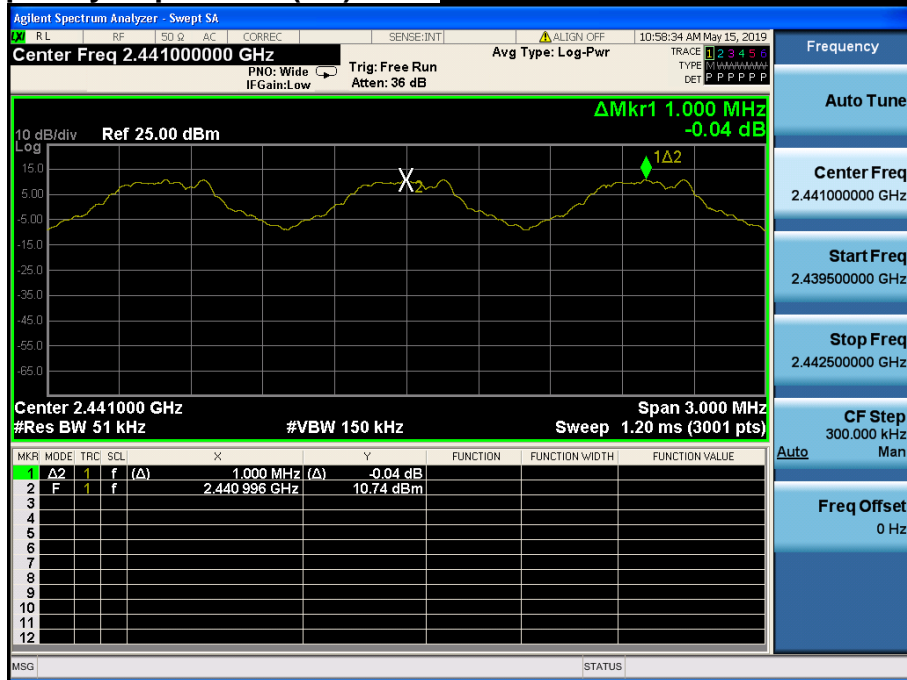 Agilent Spectrum Analyzer - Swept SA
LXI RL RF 50 Ω AC CORREC SENSE:INT ALIGN OFF 10:58:34 AM May 15, 2019
Center Freq 2.441000000 GHz
PNO: Wide
IFGain:Low
Trig: Free Run
Atten: 36 dB
Avg Type: Log-Pwr
TRACE 1 2 3 4 5 6
TYPE M WWWWW
DET P P P P P P
ΔMkr1 1.000 MHz
-0.04 dB
10 dB/div Ref 25.00 dBm
Log
15.0
5.00
-5.00
-15.0
-25.0
-35.0
-45.0
-55.0
-65.0
1Δ2
X2
Center 2.441000 GHz Span 3.000 MHz
#Res BW 51 kHz #VBW 150 kHz Sweep 1.20 ms (3001 pts)
MKR MODE TRC SCL X Y FUNCTION FUNCTION WIDTH FUNCTION VALUE
1 Δ2 1 f (Δ) 1.000 MHz (Δ) -0.04 dB
2 F 1 f 2.440 996 GHz 10.74 dBm
3
4
5
6
7
8
9
10
11
12
MSG STATUS
Frequency
Auto Tune
Center Freq
2.441000000 GHz
Start Freq
2.439500000 GHz
Stop Freq
2.442500000 GHz
CF Step
300.000 kHz
Auto Man
Freq Offset
0 Hz